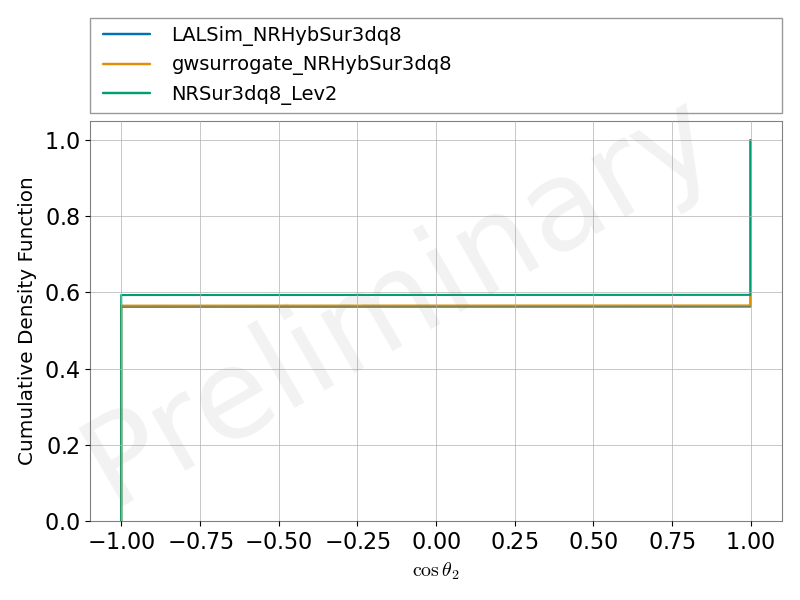 LALSim_NRHybSur3dq8
gwsurrogate_NRHybSur3dq8
NRSur3dq8_Lev2
Preliminary
Cumulative Density Function
1.0
0.8
0.6
0.4
0.2
0.0
−1.00 −0.75 −0.50 −0.25 0.00 0.25 0.50 0.75 1.00
cos θ₂